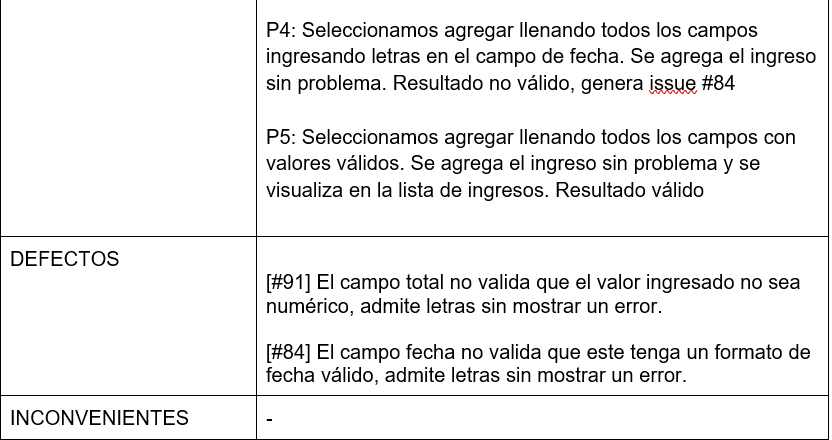 P4: Seleccionamos agregar llenando todos los campos
ingresando letras en el campo de fecha. Se agrega el ingreso
sin problema. Resultado no válido, genera issue #84
P5: Seleccionamos agregar llenando todos los campos con
valores válidos. Se agrega el ingreso sin problema y se
visualiza en la lista de ingresos. Resultado válido
DEFECTOS
[#91] El campo total no valida que el valor ingresado no sea
numérico, admite letras sin mostrar un error.
[#84] El campo fecha no valida que este tenga un formato de
fecha válido, admite letras sin mostrar un error.
INCONVENIENTES
-